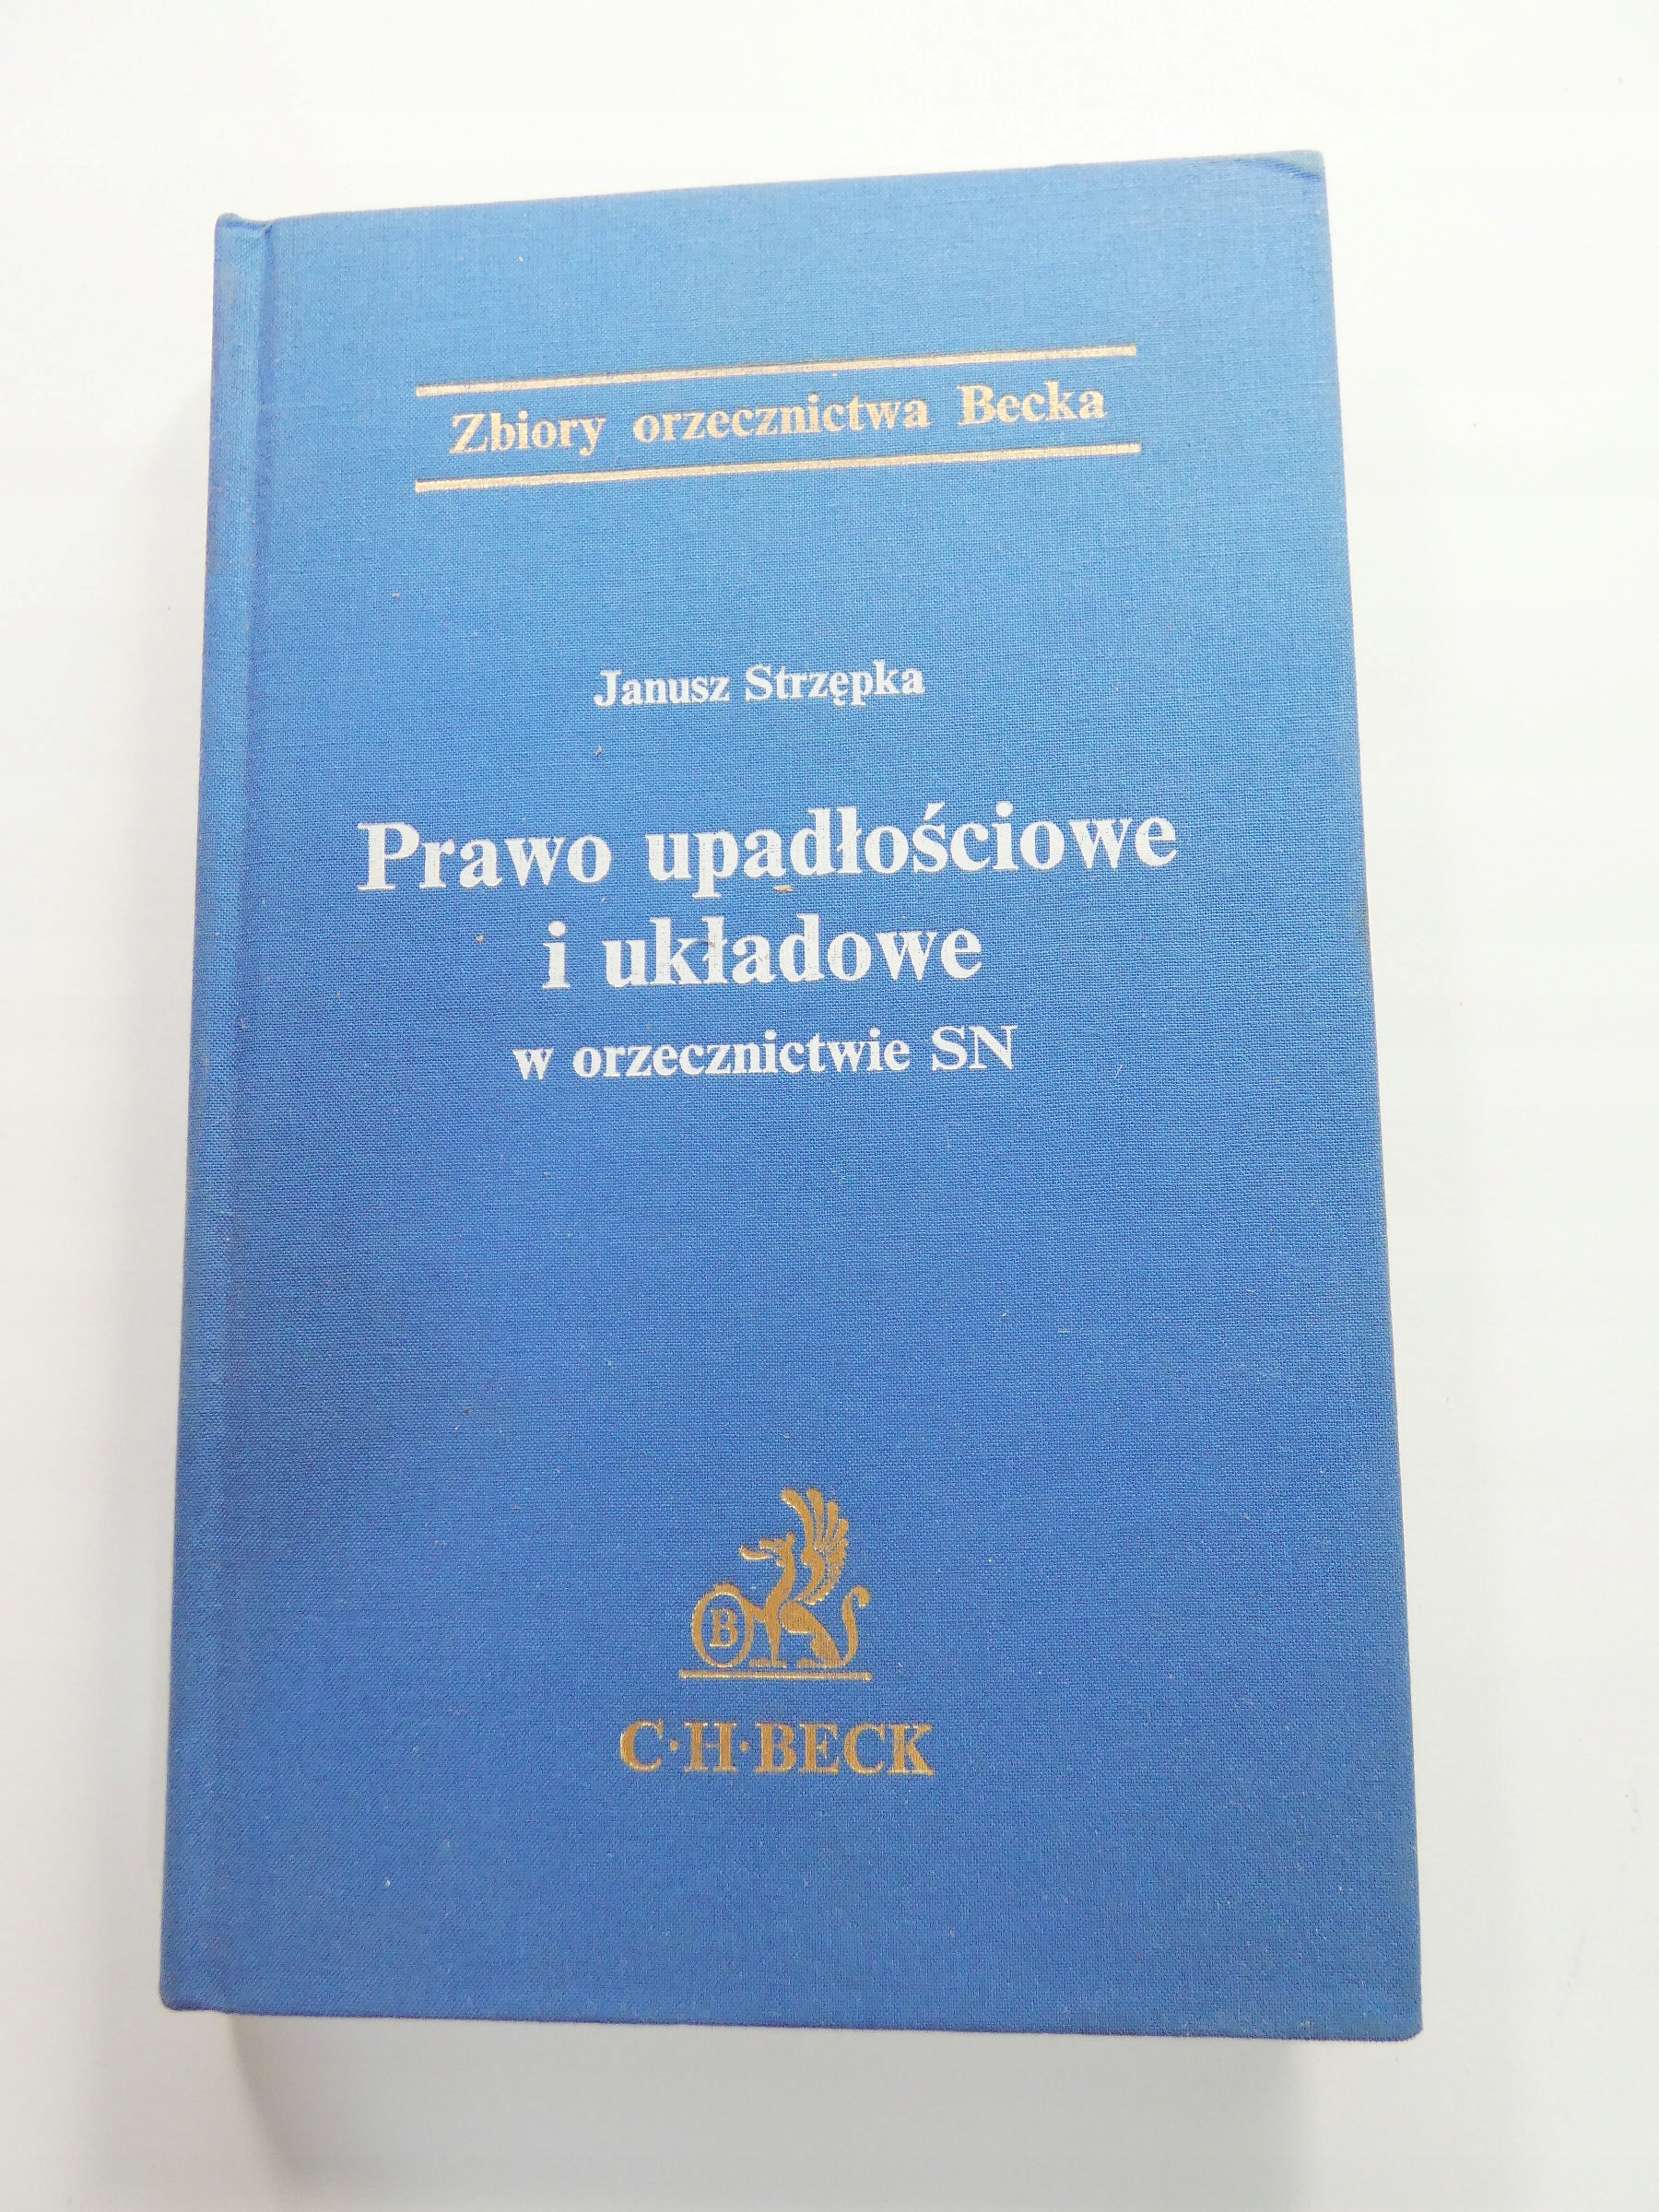 Zbiory orzecznictwa Becka
Janusz Strzępka
Prawo upadłościowe
i układowe
w orzecznictwie SN
B
C·H·BECK